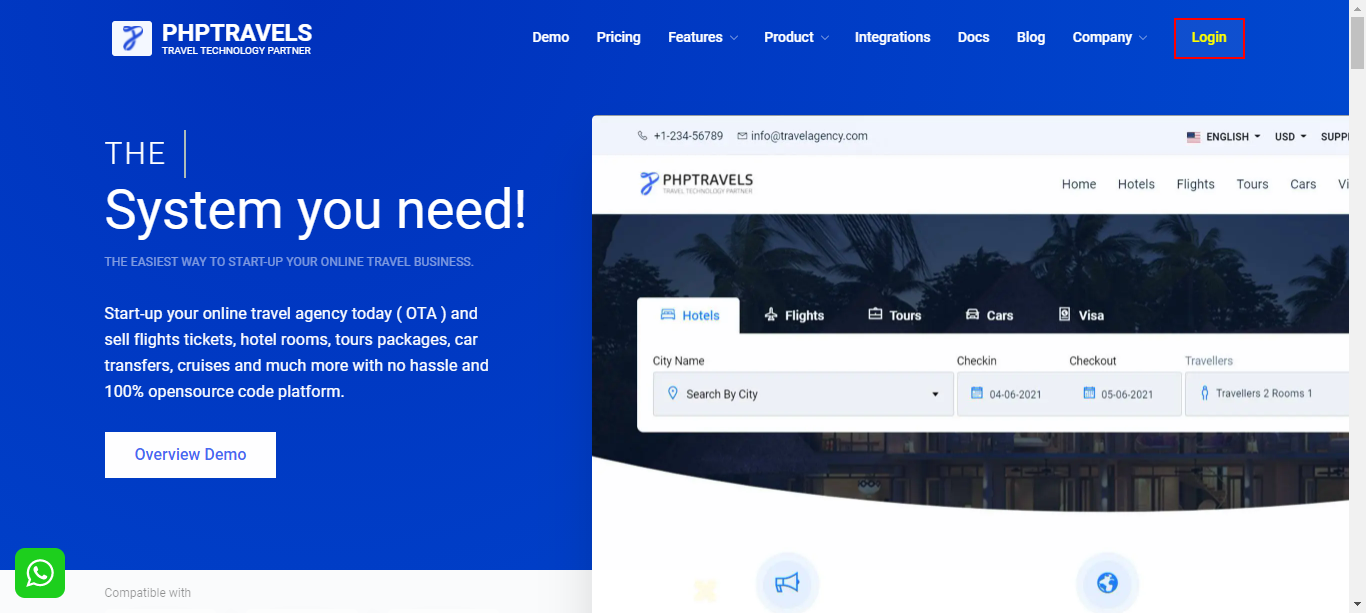 PHPTRAVELS
TRAVEL TECHNOLOGY PARTNER
Demo Pricing Features Product Integrations Docs Blog Company Login
THE
System you need!
THE EASIEST WAY TO START-UP YOUR ONLINE TRAVEL BUSINESS.
Start-up your online travel agency today ( OTA ) and
sell flights tickets, hotel rooms, tours packages, car
transfers, cruises and much more with no hassle and
100% opensource code platform.
Overview Demo
Compatible with
+1-234-56789 info@travelagency.com ENGLISH USD
PHPTRAVELS
TRAVEL TECHNOLOGY PARTNER
Home Hotels Flights Tours Cars
Hotels Flights Tours Cars Visa
City Name Checkin Checkout Travellers
Search By City 04-06-2021 05-06-2021 Travellers 2 Rooms 1